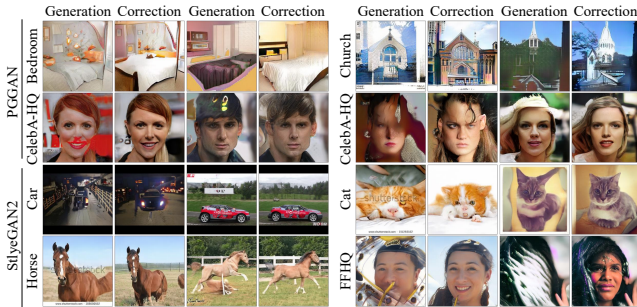 Generation Correction Generation Correction Generation Correction Generation Correction
PGGAN
Bedroom
Church
CelebA-HQ
CelebA-HQ
StlyeGAN2
Car
Cat
shutterstock
Horse
FFHQ